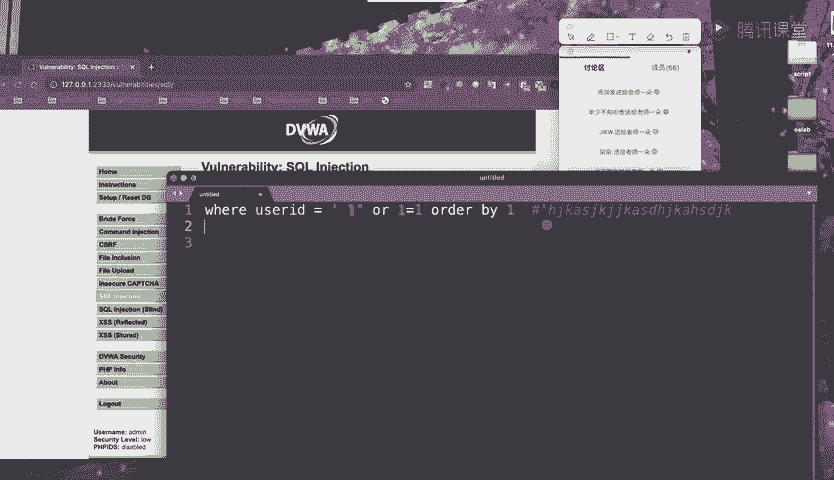 腾讯课堂
Vulnerability: SQL Injection
127.0.0.1:2333/vulnerabilities/sqli/
讨论区 成员(66)
script
oslab
DVWA
Vulnerability: SQL Injection
Home
Instructions
Setup / Reset DB
Brute Force
Command Injection
CSRF
File Inclusion
File Upload
Insecure CAPTCHA
SQL Injection
SQL Injection (Blind)
XSS (Reflected)
XSS (Stored)
DVWA Security
PHP Info
About
Logout
Username: admin
Security Level: low
PHPIDS: disabled
untitled
untitled
1 where userid = ' 1' or 1=1 order by 1 #'hjkasjkjjkasdhjkahsdjk
2
3